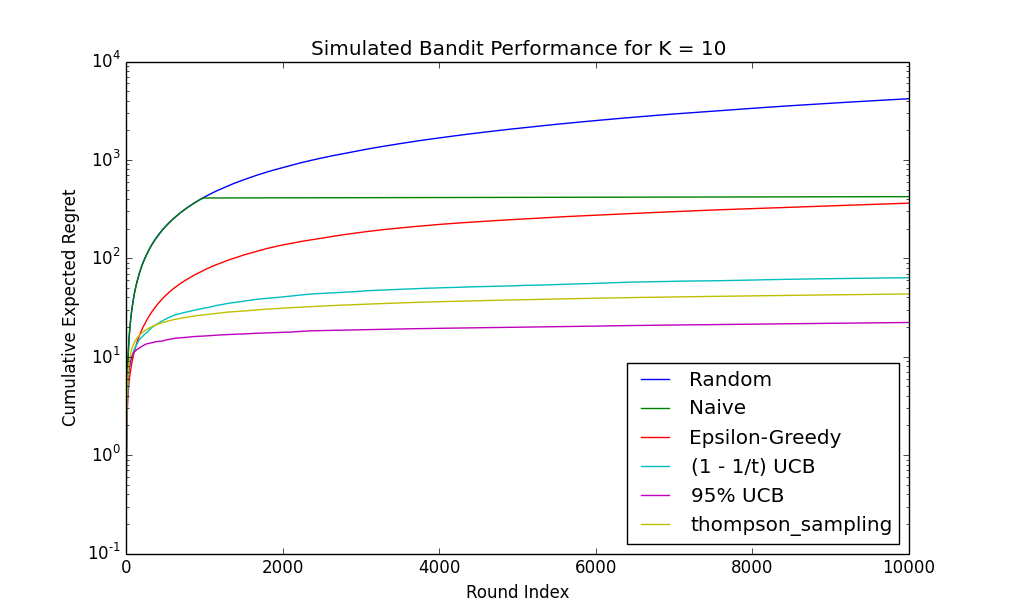 Simulated Bandit Performance for K = 10
10^4
10^3
10^2
10^1
10^0
10^-1
Cumulative Expected Regret
0 2000 4000 6000 8000 10000
Round Index
Random
Naive
Epsilon-Greedy
(1 - 1/t) UCB
95% UCB
thompson_sampling